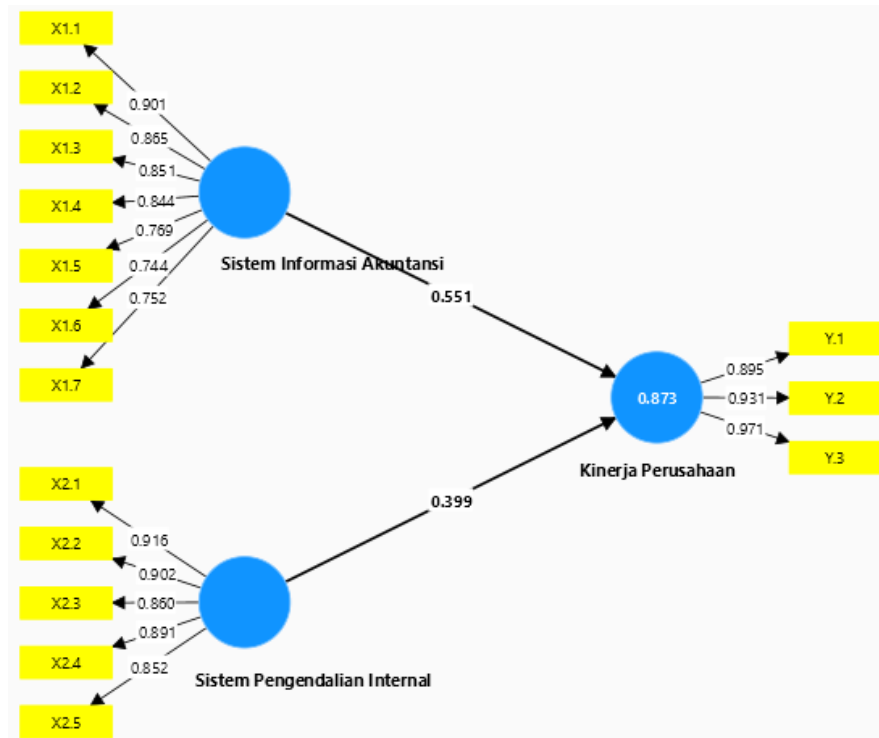 X1.1
X1.2
X1.3
X1.4
X1.5
X1.6
X1.7
0.901
0.865
0.851
0.844
0.769
0.744
0.752
Sistem Informasi Akuntansi
0.551
X2.1
X2.2
X2.3
X2.4
X2.5
0.916
0.902
0.860
0.891
0.852
Sistem Pengendalian Internal
0.399
0.873
Kinerja Perusahaan
0.895
0.931
0.971
Y.1
Y.2
Y.3